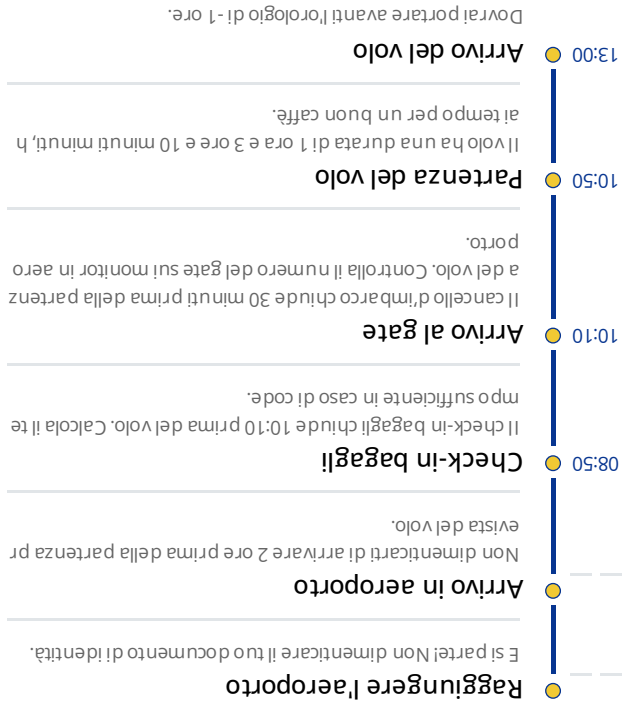 Raggiungere l'aeroporto
E si parte! Non dimenticare il tuo documento di identità.
Arrivo in aeroporto
Non dimenticarti di arrivare 2 ore prima della partenza pr
evista del volo.
08:50 Check-in bagagli
Il check-in bagagli chiude 10:10 prima del volo. Calcola il te
mpo sufficiente in caso di code.
10:10 Arrivo al gate
Il cancello d'imbarco chiude 30 minuti prima della partenz
a del volo. Controlla il numero del gate sui monitor in aero
porto.
10:50 Partenza del volo
Il volo ha una durata di 1 ora e 3 ore e 10 minuti minuti, h
ai tempo per un buon caffè.
13:00 Arrivo del volo
Dovrai portare avanti l'orologio di -1 ore.